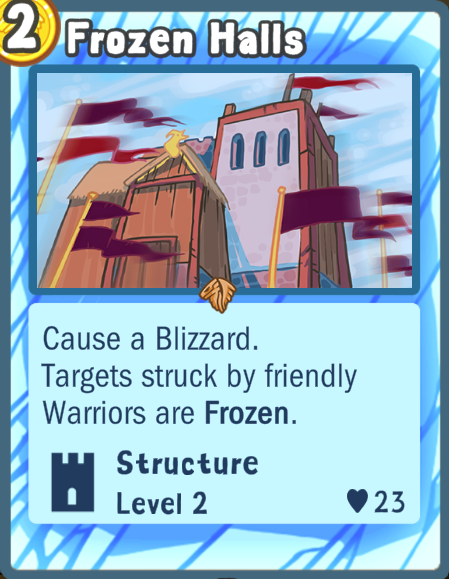 2 Frozen Halls
Cause a Blizzard.
Targets struck by friendly
Warriors are Frozen.
Structure
Level 2 23